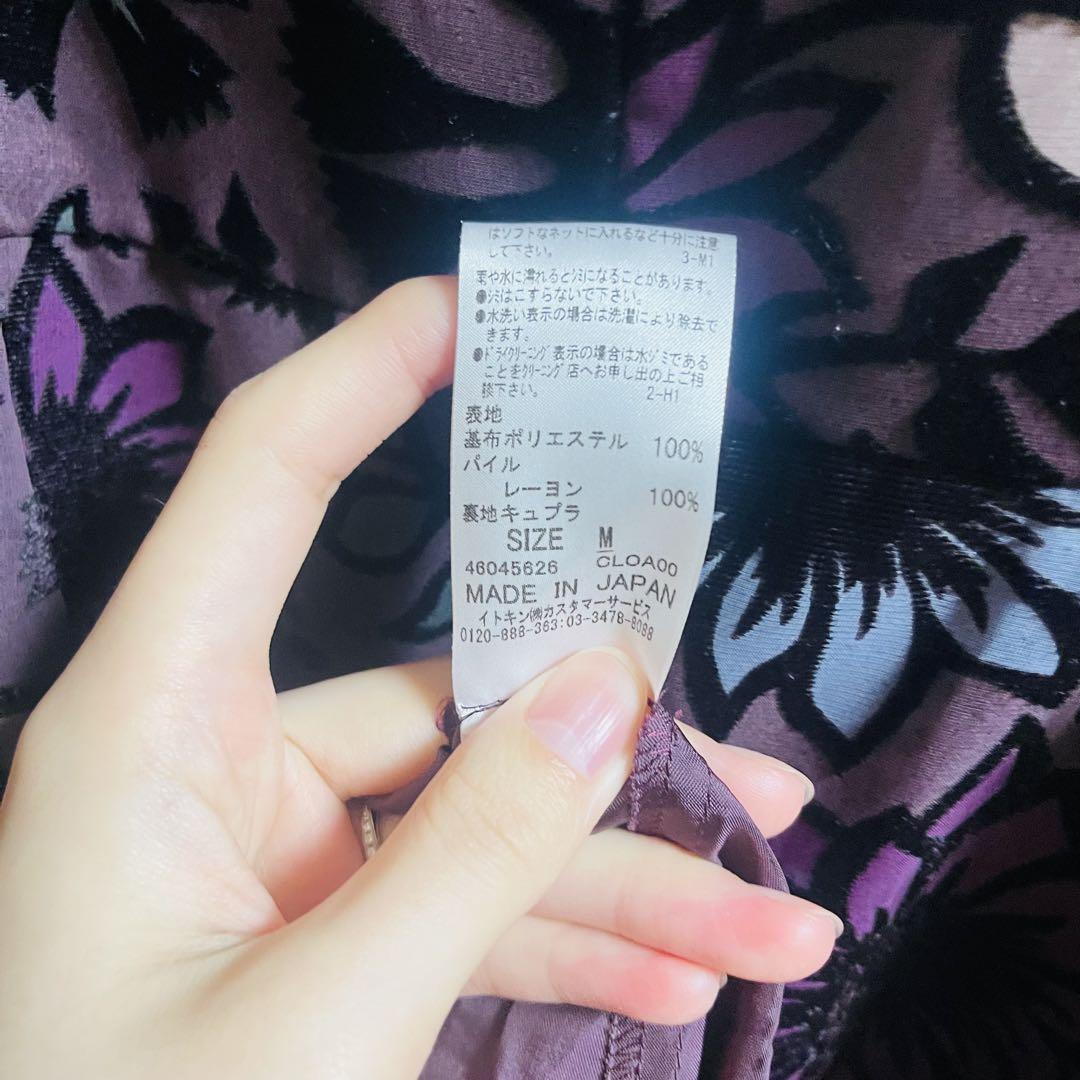 はソフトなネットに入れるなど十分に注意
して下さい。 3-M1
雨や水に濡れるとシミになることがあります。
●シミはこすらないで下さい。
●水洗い表示の場合は洗濯により除去で
きます。
●ドライクリーニング表示の場合は水ジミである
ことをクリーニング店へお申し出の上ご相
談下さい。 2-H1
表地
基布ポリエステル 100%
パイル
レーヨン 100%
裏地キュプラ
SIZE M
46045626 CLOA00
MADE IN JAPAN
イトキン㈱カスタマーサービス
0120-888-363:03-3478-8088